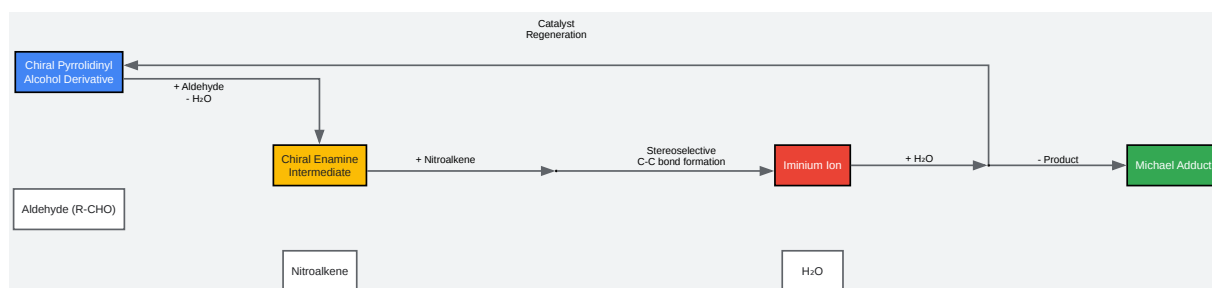 Catalyst
Regeneration
Chiral Pyrrolidinyl
Alcohol Derivative
+ Aldehyde
- H₂O
Chiral Enamine
Intermediate
+ Nitroalkene
Stereoselective
C-C bond formation
Iminium Ion
+ H₂O
- Product
Michael Adduct
Aldehyde (R-CHO)
Nitroalkene
H₂O